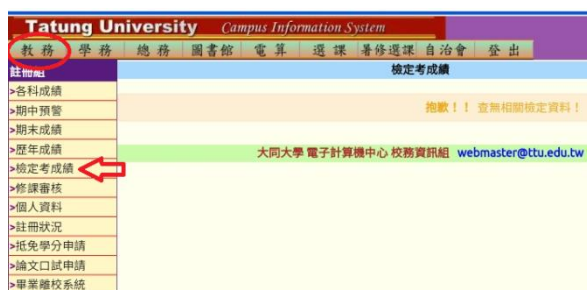 Tatung University Campus Information System
教務 學務 總務 圖書館 電算 選課 暑修選課 自治會 登出
註冊組
檢定考成績
>各科成績
>期中預警
抱歉！！ 查無相關檢定資料！
>期末成績
>歷年成績
大同大學 電子計算機中心 校務資訊組 webmaster@ttu.edu.tw
>檢定考成績
>修課審核
>個人資料
>註冊狀況
>抵免學分申請
>論文口試申請
>畢業離校系統